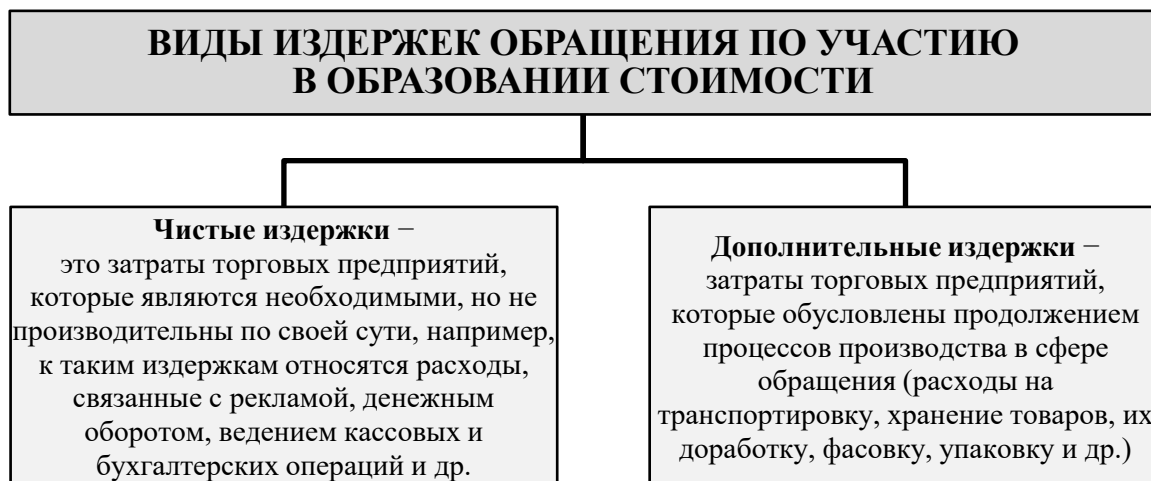 ВИДЫ ИЗДЕРЖЕК ОБРАЩЕНИЯ ПО УЧАСТИЮ
В ОБРАЗОВАНИИ СТОИМОСТИ
Чистые издержки −
это затраты торговых предприятий,
которые являются необходимыми, но не
производительны по своей сути, например,
к таким издержкам относятся расходы,
связанные с рекламой, денежным
оборотом, ведением кассовых и
бухгалтерских операций и др.
Дополнительные издержки −
затраты торговых предприятий,
которые обусловлены продолжением
процессов производства в сфере
обращения (расходы на
транспортировку, хранение товаров, их
доработку, фасовку, упаковку и др.)